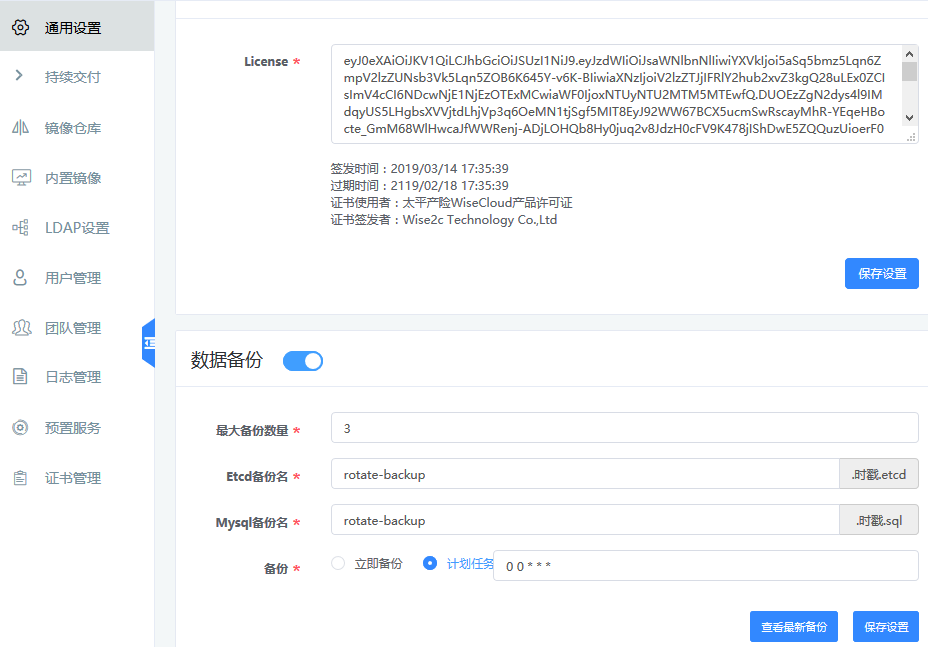 通用设置
持续交付
镜像仓库
内置镜像
LDAP设置
用户管理
团队管理
日志管理
预置服务
证书管理
License *
eyJ0eXAiOiJKV1QiLCJhbGciOiJSUzI1NiJ9.eyJzdWIiOiJsaWNlbnNlIiwiYXVkIjoi5aSq5bmz5Lqn6Z
mpV2lzZUNsb3Vk5Lqn5ZOB6K645Y-v6K-BIiwiaXNzIjoiV2lzZTJjIFRlY2hub2xvZ3kgQ28uLEx0ZCI
sImV4cCI6NDcwNjE1NjEzOTExMCwiaWF0IjoxNTUyNTU2MTM5MTEwfQ.DUOEzZgN2dys4l9IM
dqyUS5LHgbsXVVjtdLhjVp3q6OeMN1tjSgf5MIT8EyJ92WW67BCX5ucmSwRscayMhR-YEqeHBo
cte_GmM68WlHwcaJfWWRenj-ADjLOHQb8Hy0juq2v8JdzH0cFV9K478jIShDwE5ZQQuzUioerF0
签发时间：2019/03/14 17:35:39
过期时间：2119/02/18 17:35:39
证书使用者：太平产险WiseCloud产品许可证
证书签发者：Wise2c Technology Co.,Ltd
保存设置
数据备份
最大备份数量 *
3
Etcd备份名 *
rotate-backup
.时戳.etcd
Mysql备份名 *
rotate-backup
.时戳.sql
备份 *
立即备份
计划任务
0 0 * * *
查看最新备份
保存设置